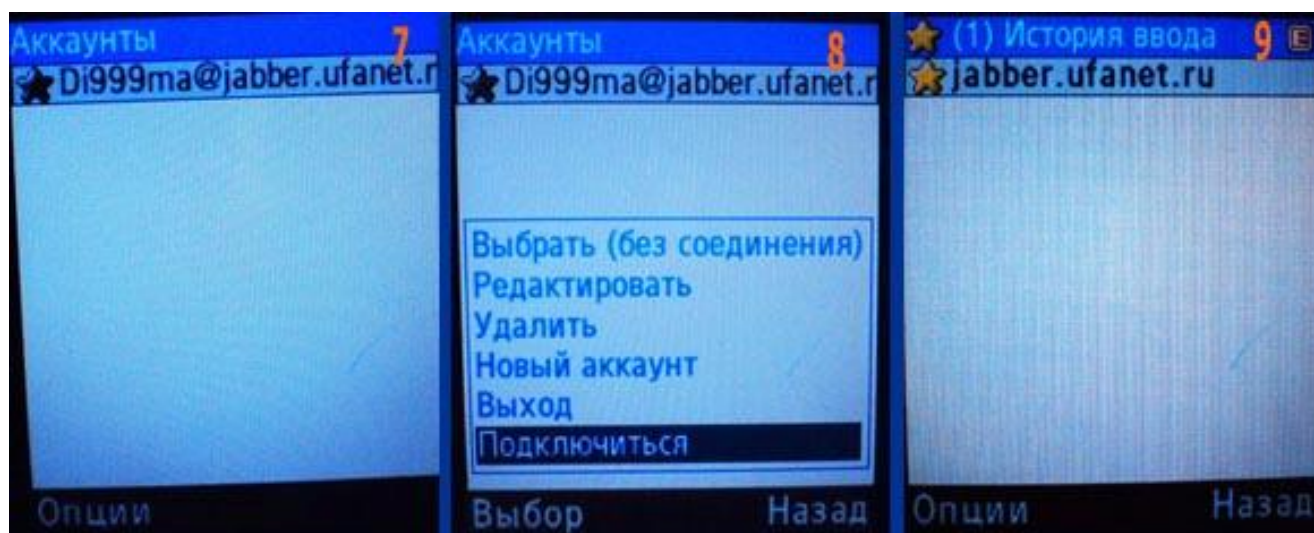 Аккаунты 7
Di999ma@jabber.ufanet.r
Опции
Аккаунты 8
Di999ma@jabber.ufanet.r
Выбрать (без соединения)
Редактировать
Удалить
Новый аккаунт
Выход
Подключиться
Выбор Назад
(1) История ввода 9 E
jabber.ufanet.ru
Опции Назад